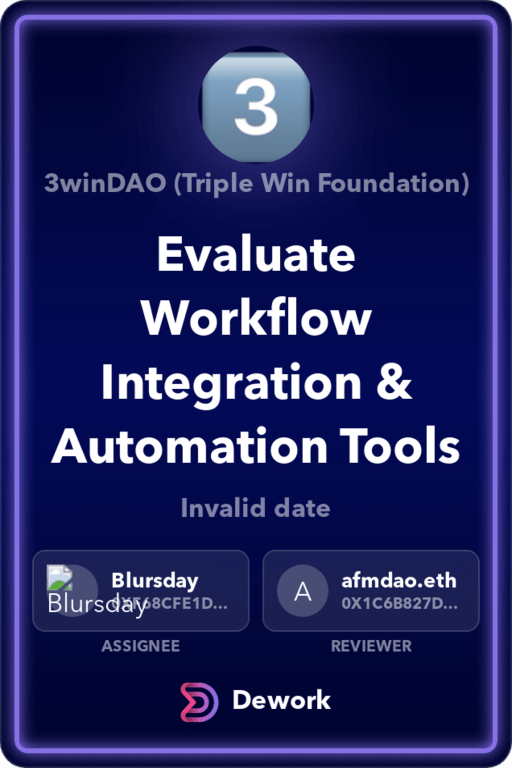 3
3winDAO (Triple Win Foundation)
Evaluate
Workflow
Integration &
Automation Tools
Invalid date
Blursday
Blursday
A
afmdao.eth
0X1C6B827D...
ASSIGNEE
REVIEWER
Dework